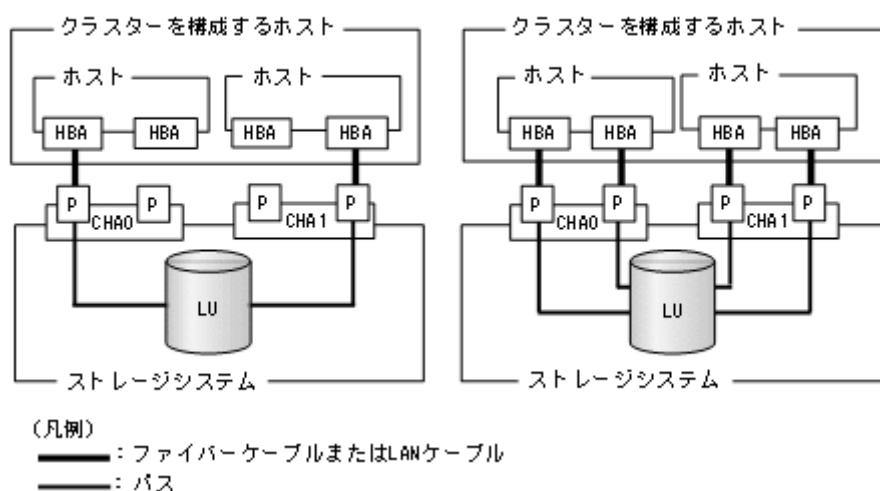 クラスターを構成するホスト
クラスターを構成するホスト
ホスト
ホスト
ホスト
ホスト
HBA
HBA
HBA
HBA
HBA
HBA
HBA
HBA
P
P
P
P
P
P
P
P
CHA0
CHA1
CHA0
CHA1
LU
LU
ストレージシステム
ストレージシステム
(凡例)
:ファイバーケーブルまたはLANケーブル
:パス